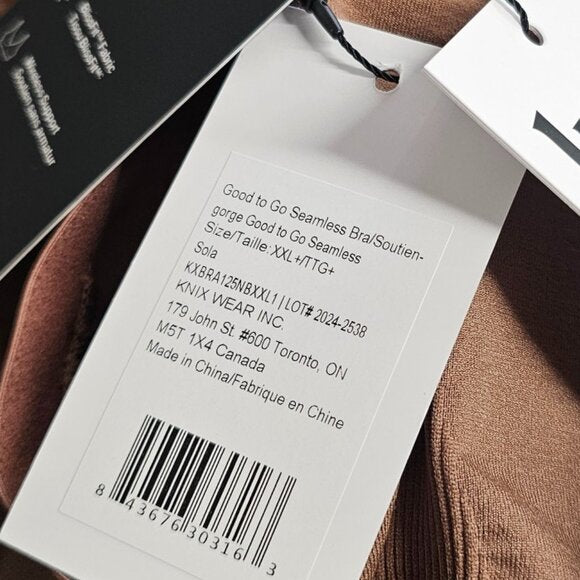 Good to Go Seamless Bra/Soutien-
gorge Good to Go Seamless
Size/Taille:XXL+/TTG+
Sola
KXBRA125NBXXL1 | LOT# 2024-2538
KNIX WEAR INC.
179 John St. #600 Toronto, ON
M5T 1X4 Canada
Made in China/Fabrique en Chine
8 43676 30316 3